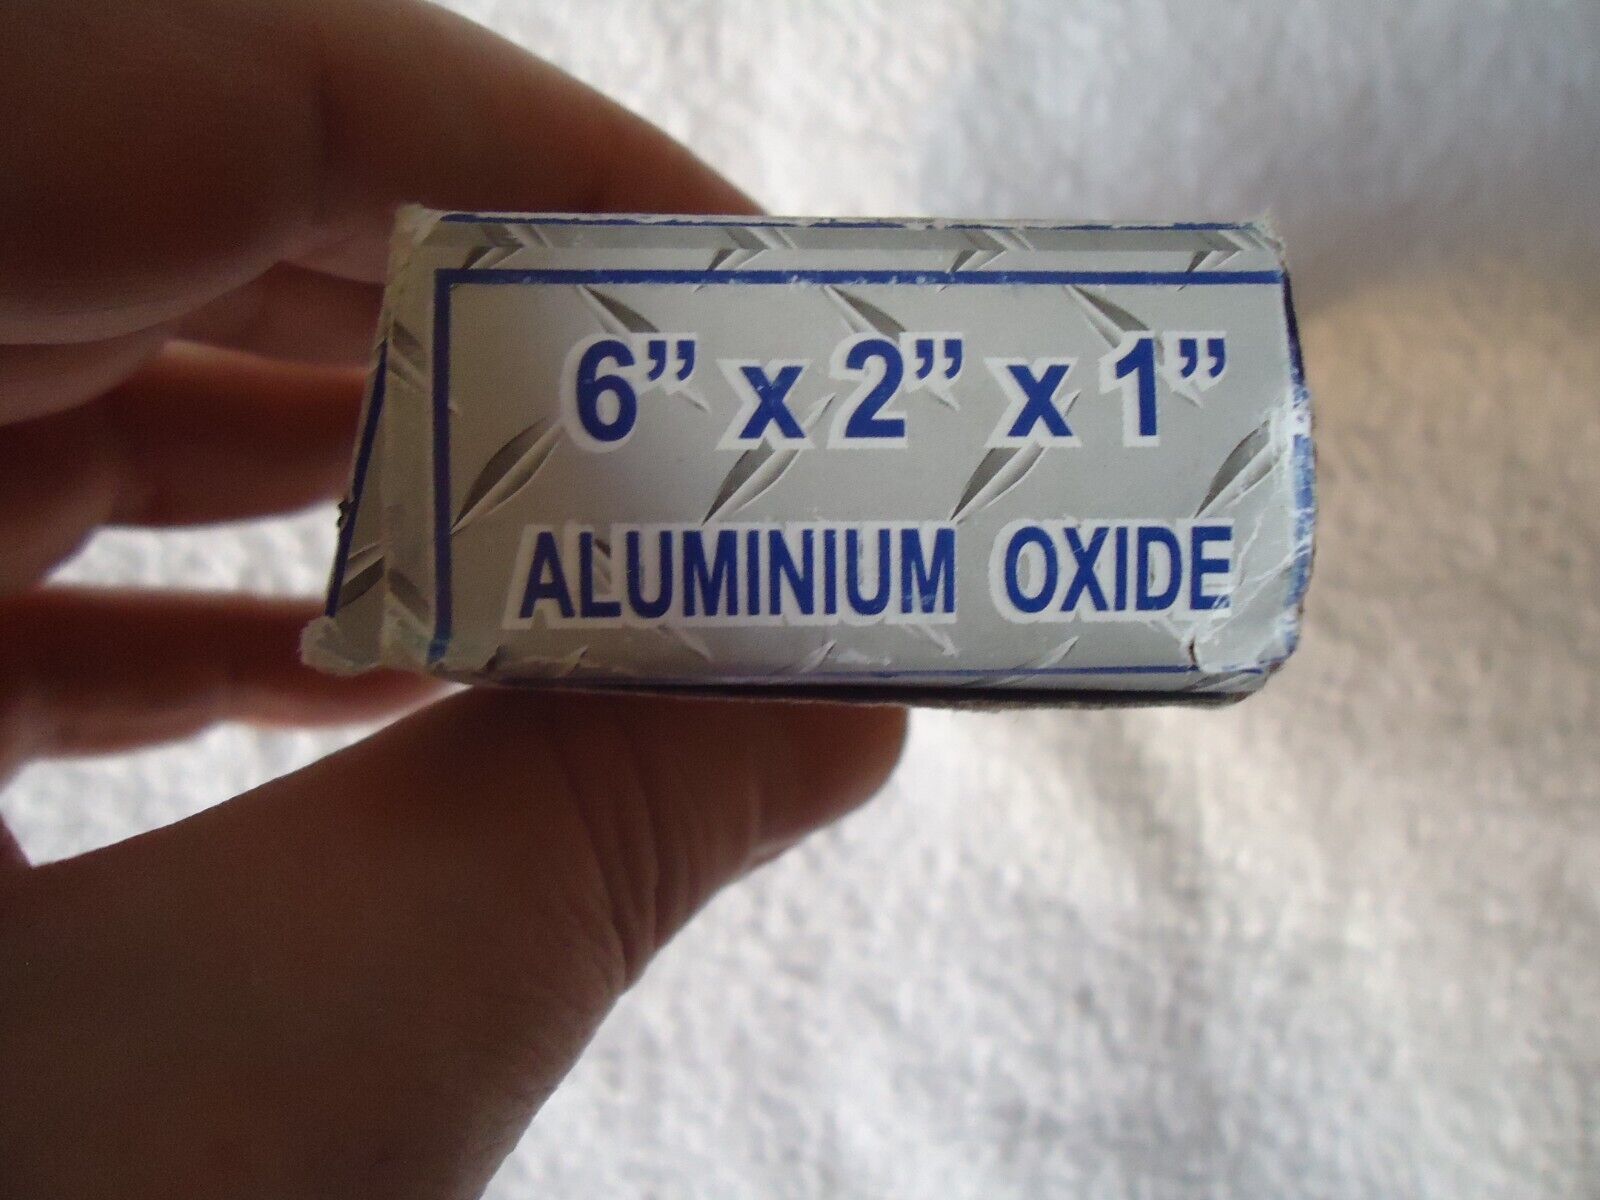 6” x 2” x 1”
ALUMINIUM OXIDE